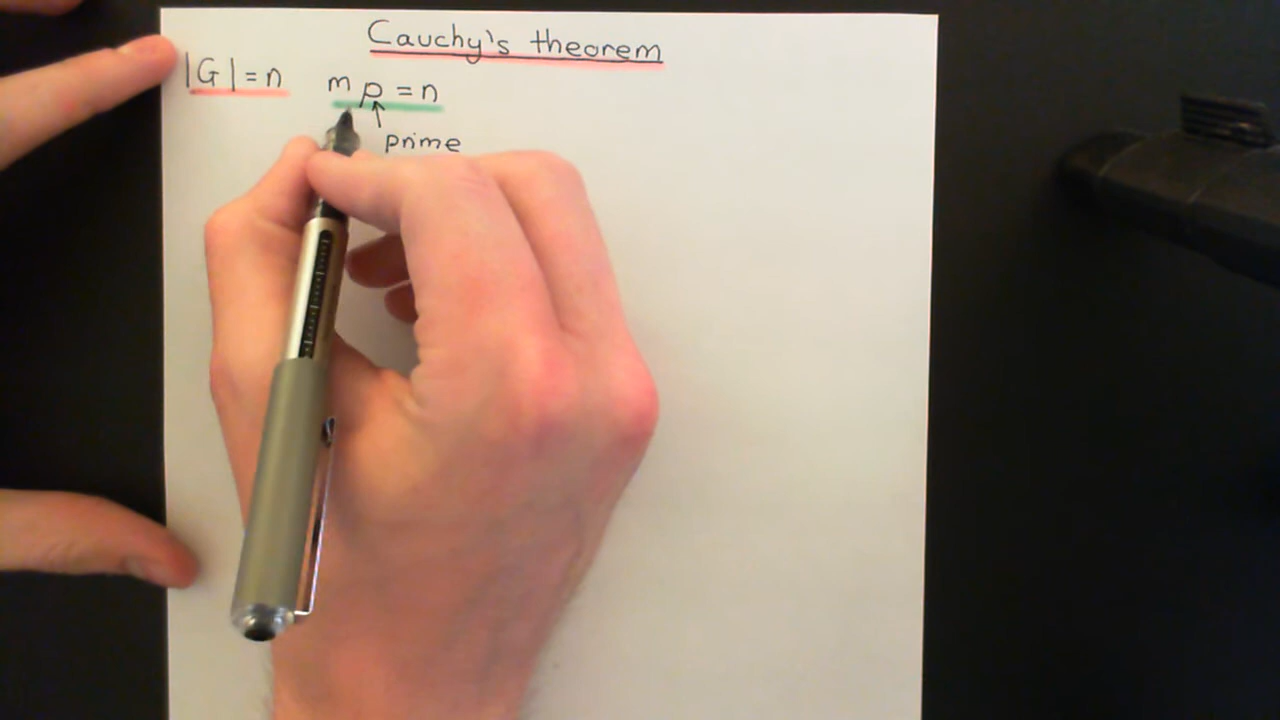 Cauchy's theorem
|G| = n mp = n
↑
prime